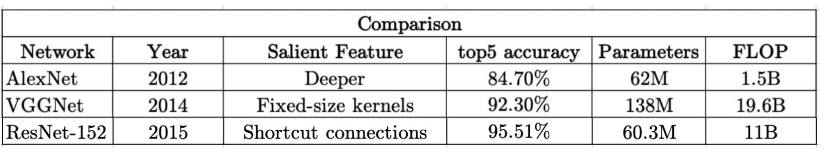 Comparison
Network Year Salient Feature top5 accuracy Parameters FLOP
AlexNet 2012 Deeper 84.70% 62M 1.5B
VGGNet 2014 Fixed-size kernels 92.30% 138M 19.6B
ResNet-152 2015 Shortcut connections 95.51% 60.3M 11B